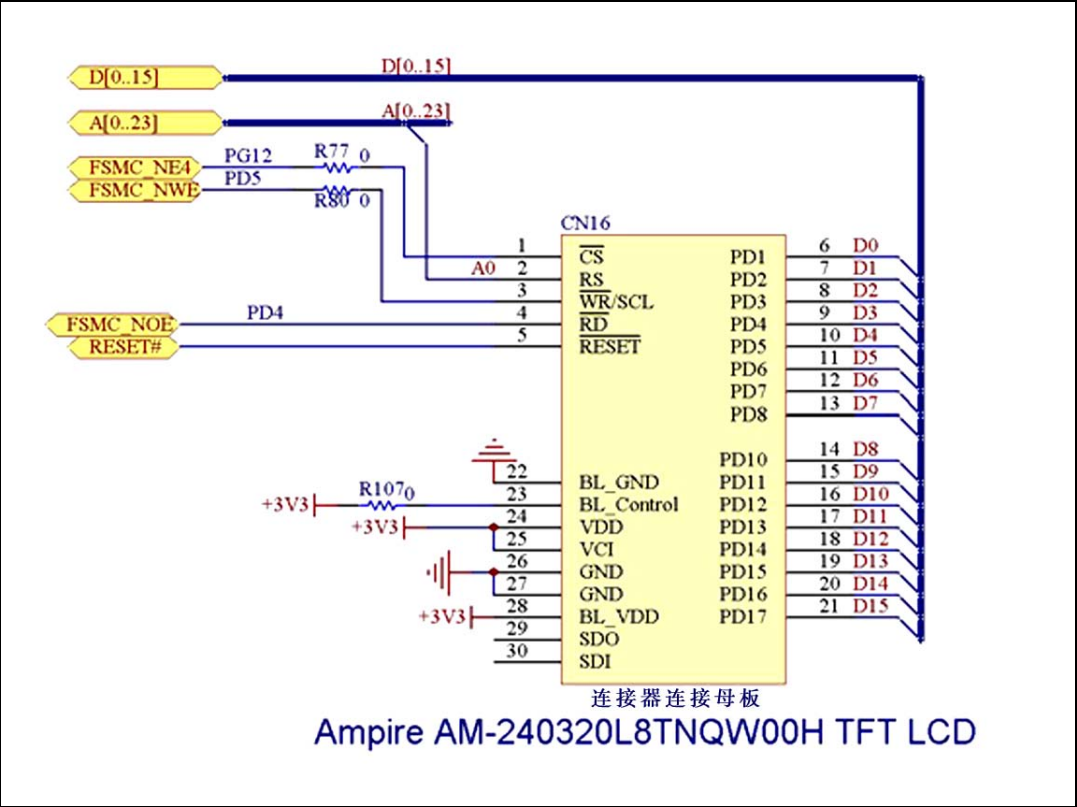 D[0..15]
D[0..15]
A[0..23]
A[0..23]
FSMC_NE4
PG12
R77 0
FSMC_NWE
PD5
R80 0
CN16
1 CS
PD1 6 D0
A0 2 RS
PD2 7 D1
3 WR/SCL
PD3 8 D2
FSMC_NOE
PD4
4 RD
PD4 9 D3
RESET#
5 RESET
PD5 10 D4
PD6 11 D5
PD7 12 D6
PD8 13 D7
PD10 14 D8
22 BL_GND
PD11 15 D9
+3V3
R107 0
23 BL_Control
PD12 16 D10
+3V3
24 VDD
PD13 17 D11
25 VCI
PD14 18 D12
26 GND
PD15 19 D13
27 GND
PD16 20 D14
+3V3
28 BL_VDD
PD17 21 D15
29 SDO
30 SDI
连接器连接母板
Ampire AM-240320L8TNQW00H TFT LCD